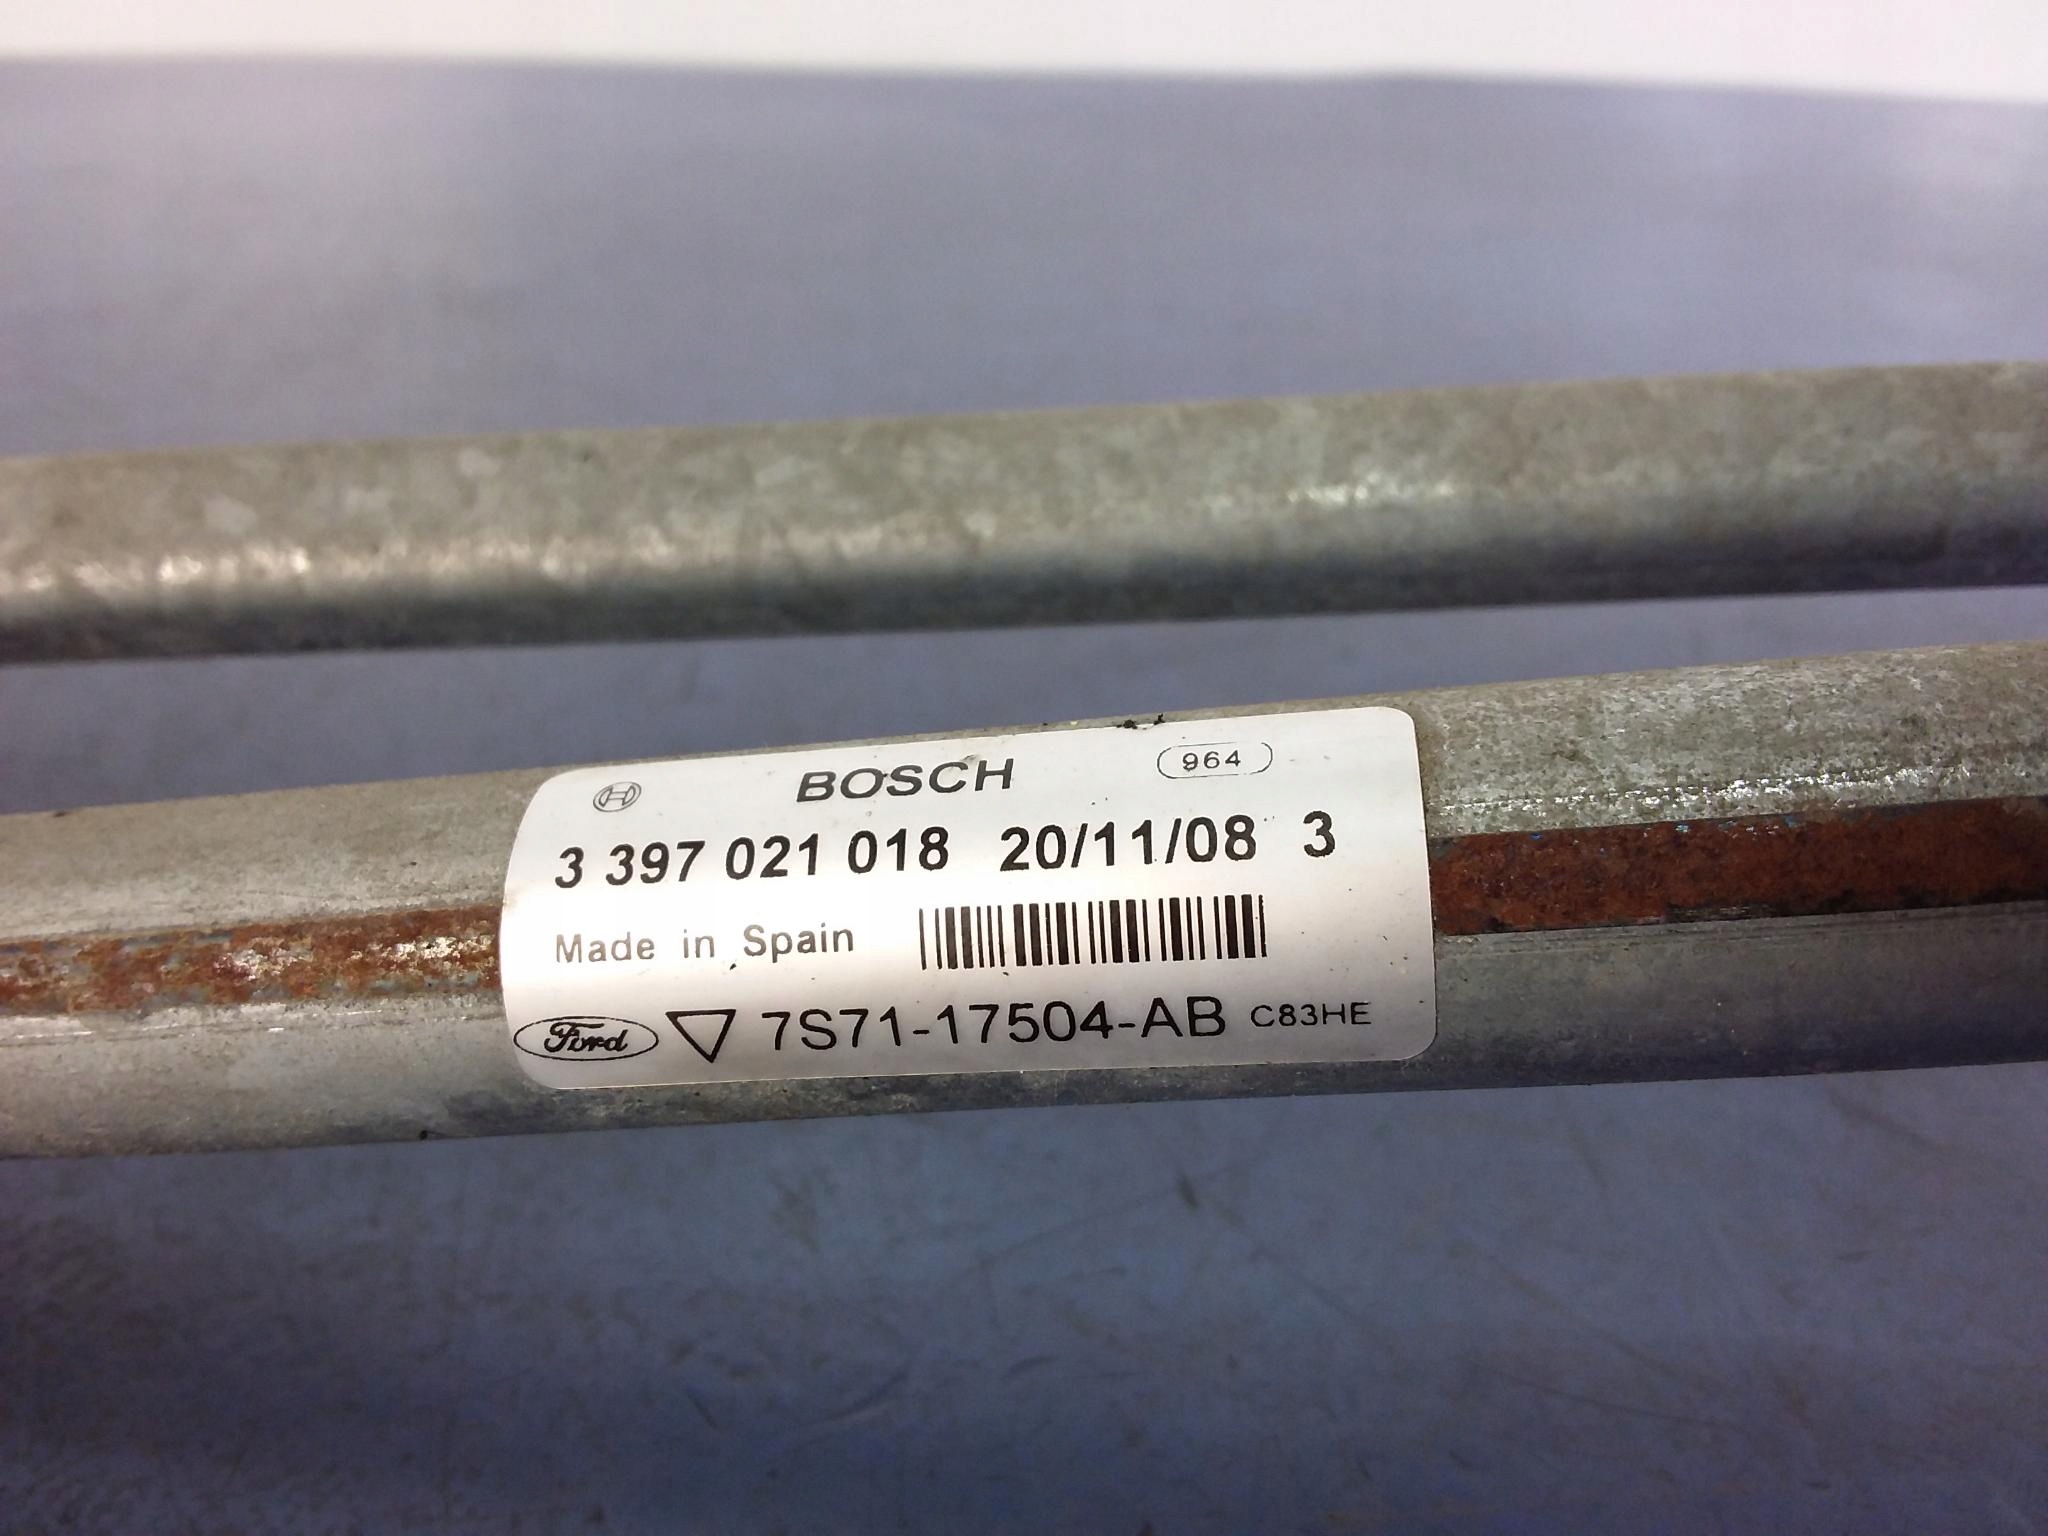 BOSCH 964
3 397 021 018 20/11/08 3
Made in Spain
Ford 7S71-17504-AB C83HE